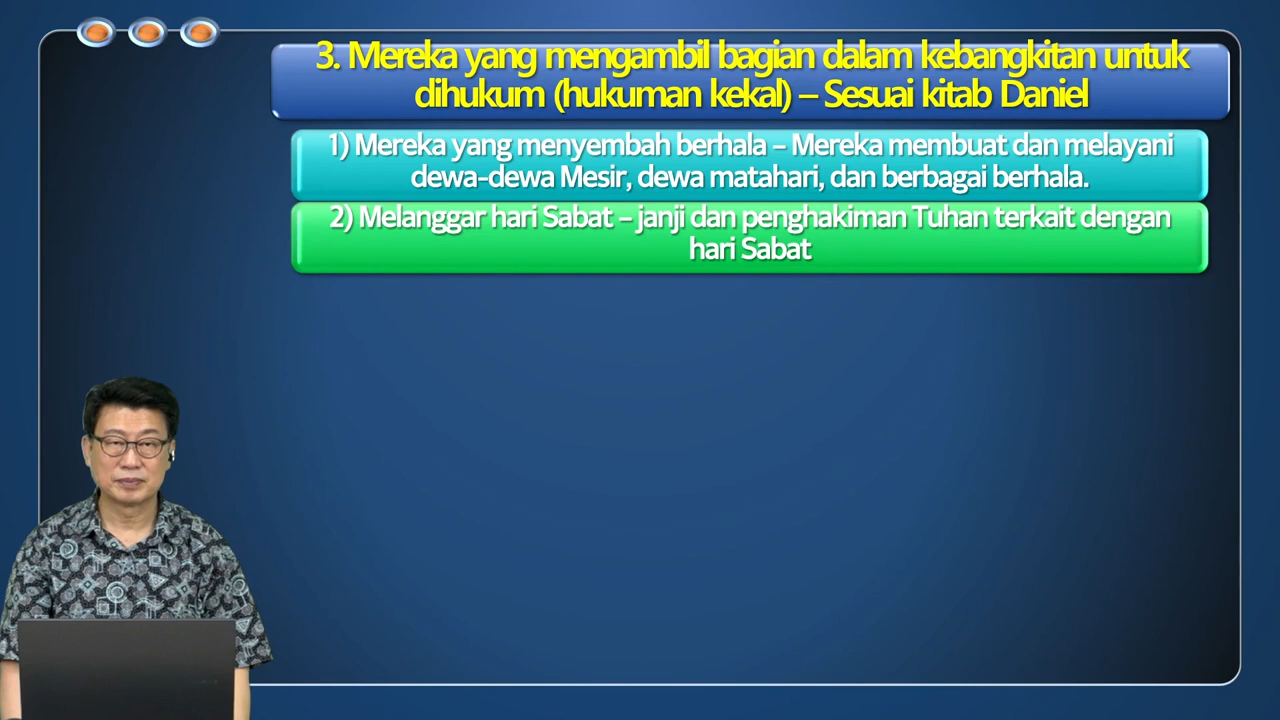 3. Mereka yang mengambil bagian dalam kebangkitan untuk
dihukum (hukuman kekal) – Sesuai kitab Daniel
1) Mereka yang menyembah berhala – Mereka membuat dan melayani
dewa-dewa Mesir, dewa matahari, dan berbagai berhala.
2) Melanggar hari Sabat – janji dan penghakiman Tuhan terkait dengan
hari Sabat